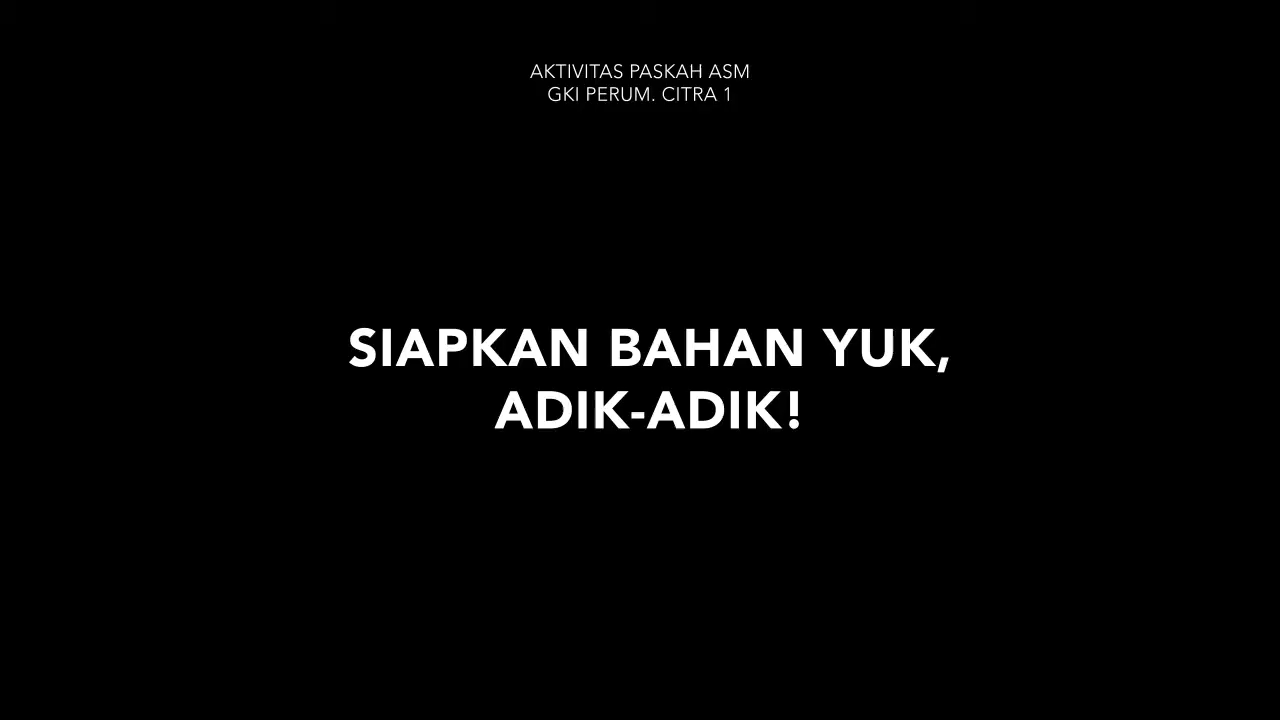 AKTIVITAS PASKAH ASM
GKI PERUM. CITRA 1
SIAPKAN BAHAN YUK,
ADIK-ADIK!